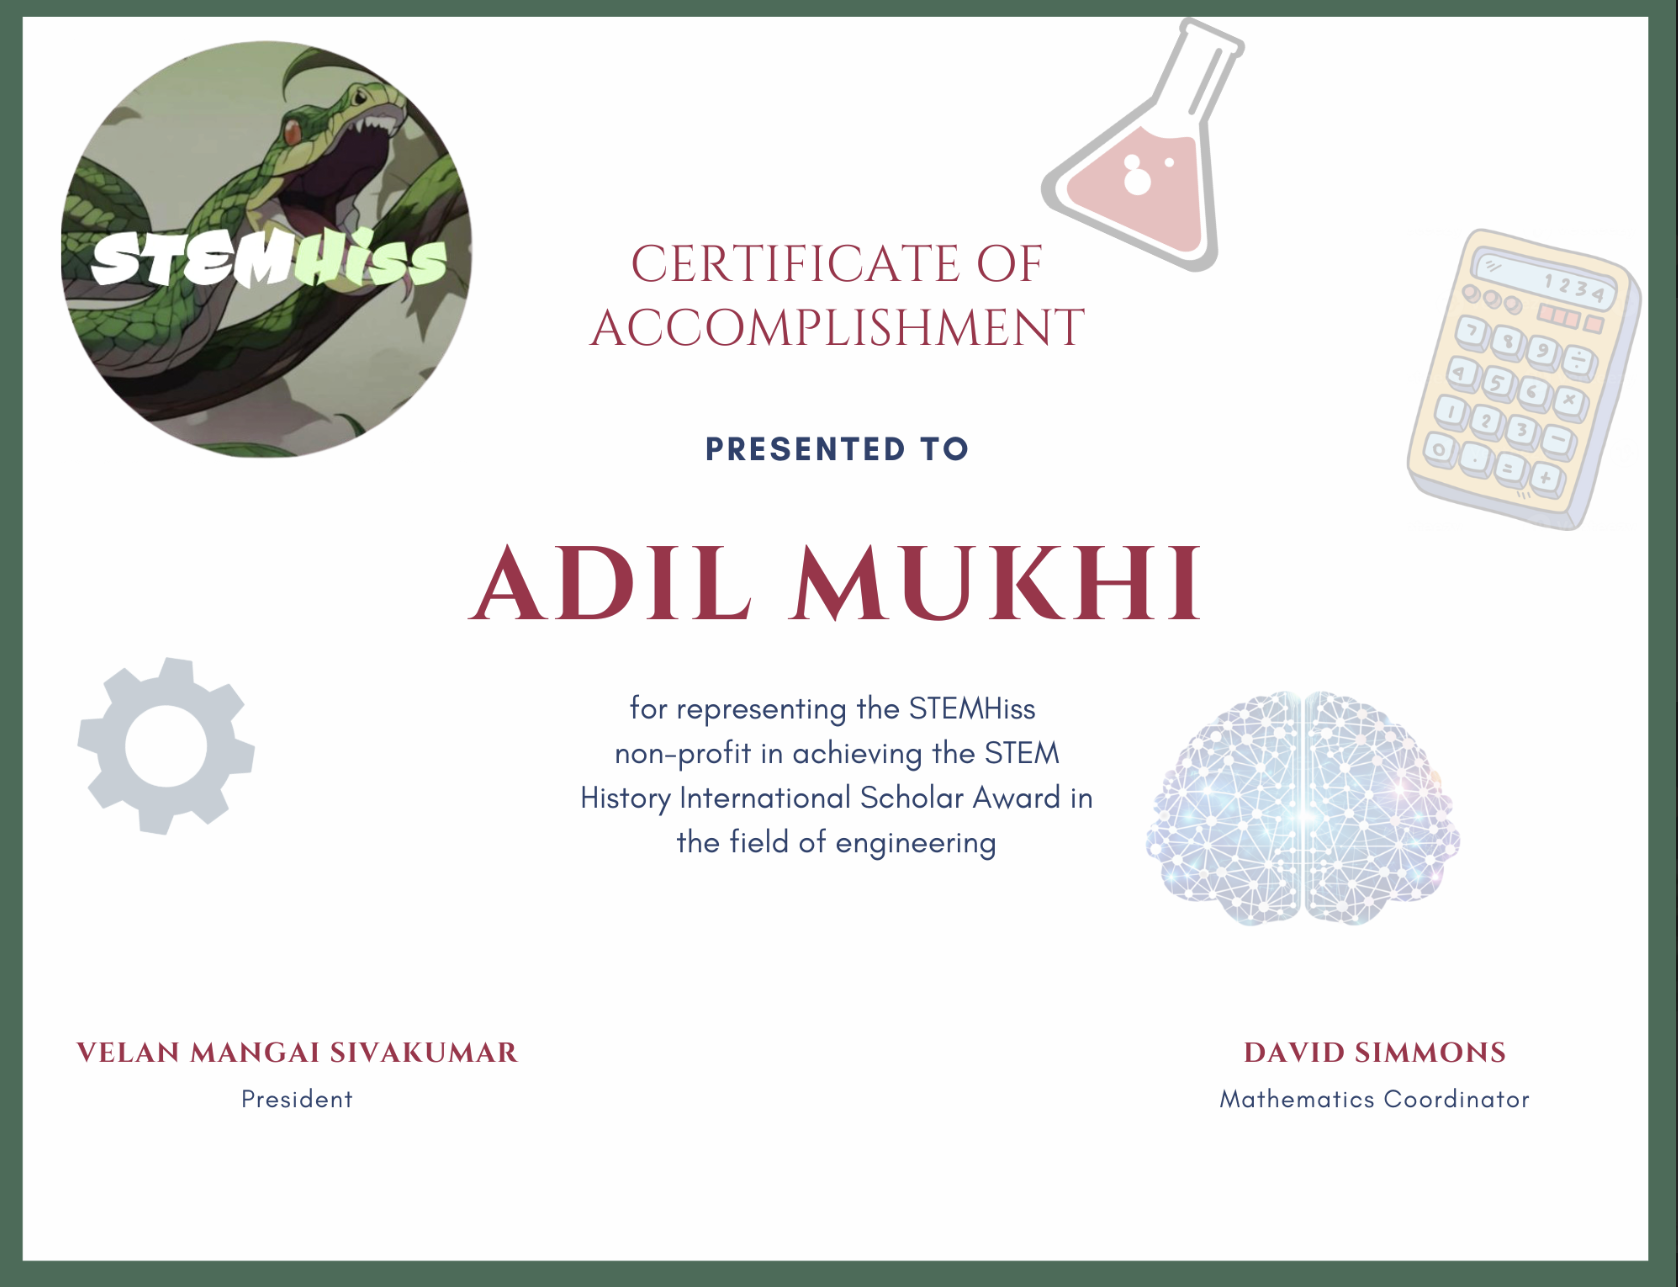 STEMHiss
CERTIFICATE OF
ACCOMPLISHMENT
1234
7 8 9 ÷
4 5 6 ×
1 2 3 −
0 . = +
PRESENTED TO
ADIL MUKHI
for representing the STEMHiss
non-profit in achieving the STEM
History International Scholar Award in
the field of engineering
VELAN MANGAI SIVAKUMAR
President
DAVID SIMMONS
Mathematics Coordinator